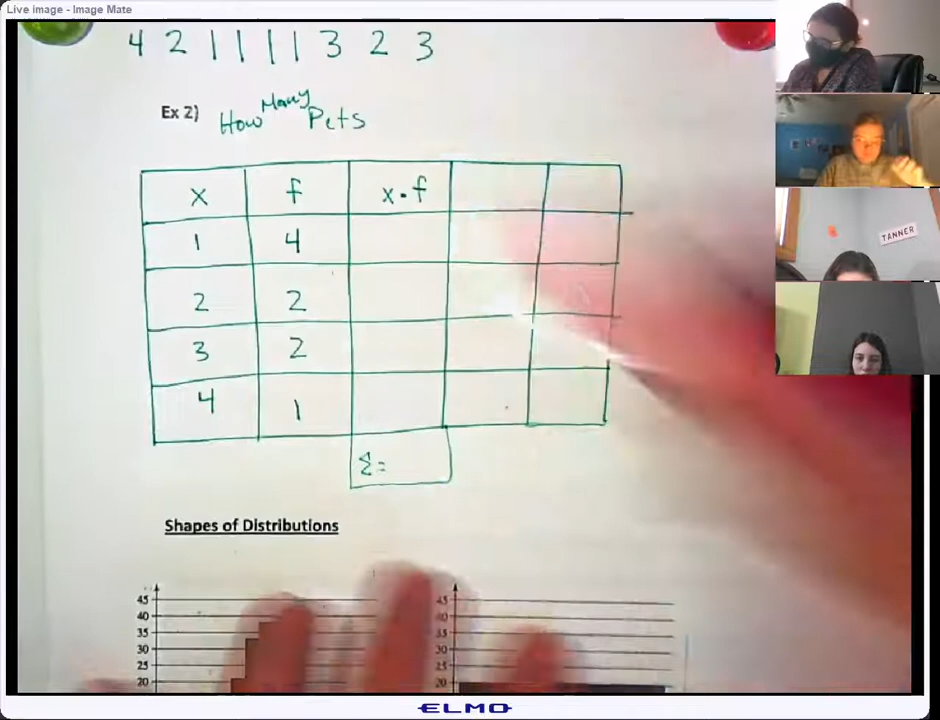 Live image - Image Mate
4 2 1 1 1 1 3 2 3
Ex 2) How Many Pets
x f x·f
1 4
2 2
3 2
4 1
Σ=
TANNER
Shapes of Distributions
45 45
40 40
35 35
30 30
25 25
20 20
ELMO